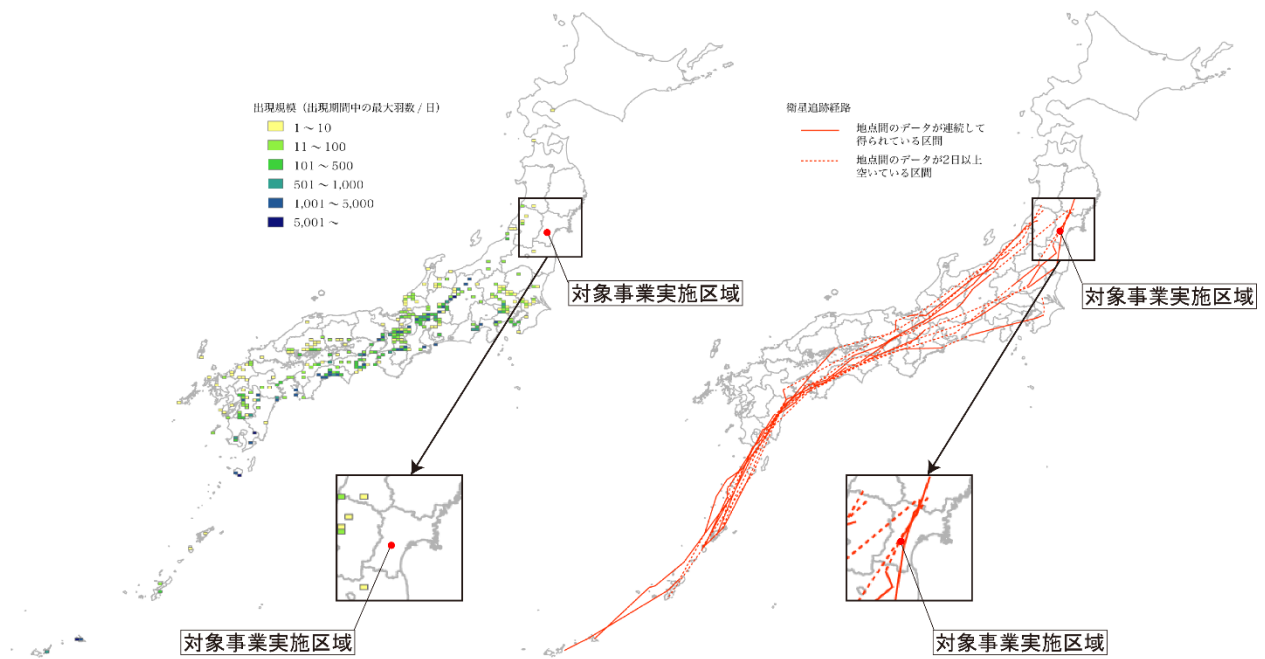 出現規模（出現期間中の最大羽数 / 日）
1～10
11～100
101～500
501～1,000
1,001～5,000
5,001～
対象事業実施区域
対象事業実施区域
衛星追跡経路
地点間のデータが連続して
得られている区間
地点間のデータが2日以上
空いている区間
対象事業実施区域
対象事業実施区域